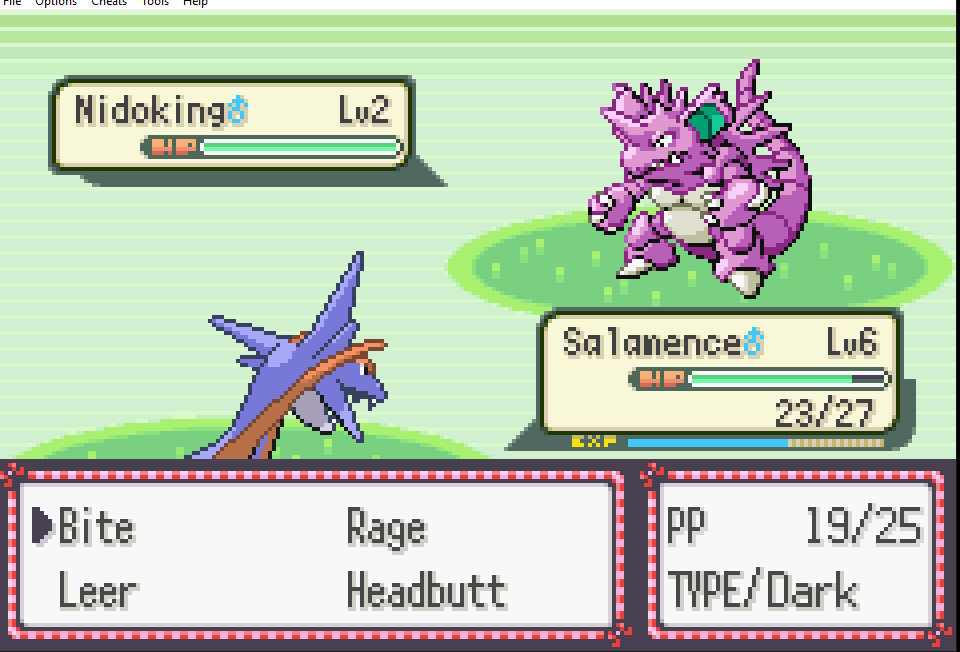 File Options Cheats Tools Help
Nidoking♂ Lv2
HP
Salamence♂ Lv6
HP
23/27
EXP
Bite Rage
Leer Headbutt
PP 19/25
TYPE/Dark